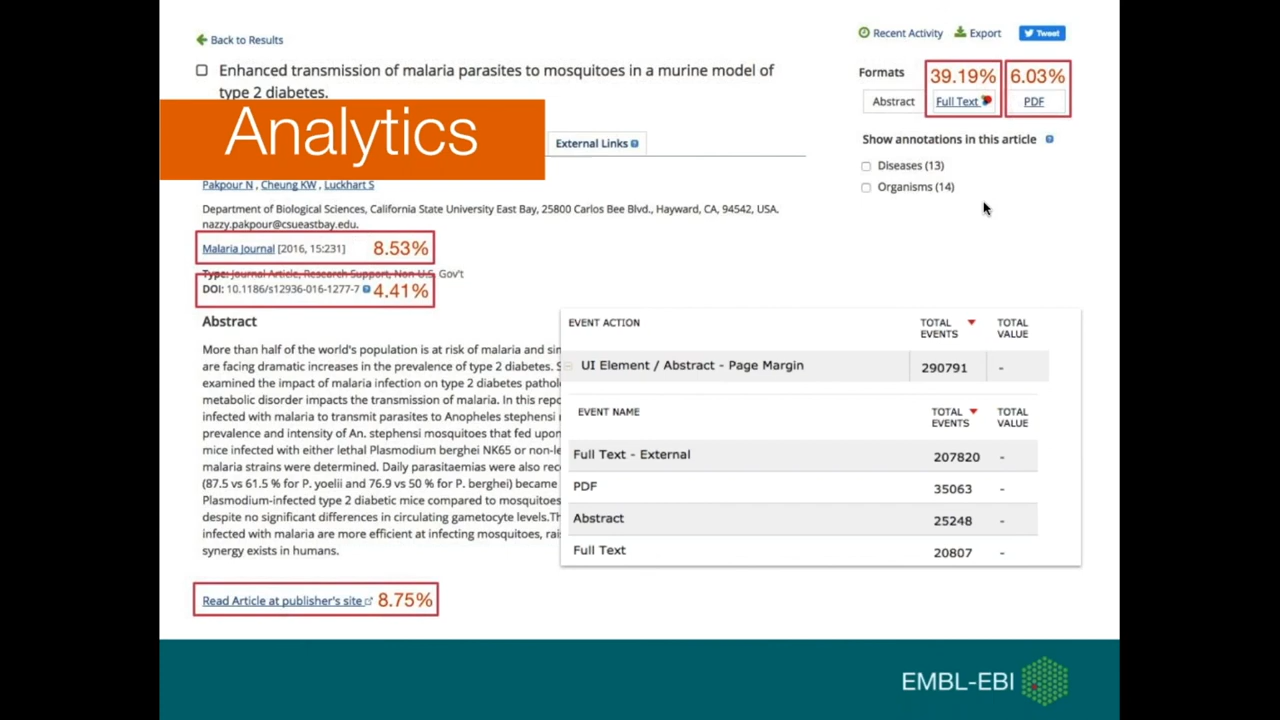 Back to Results
Recent Activity Export Tweet
Enhanced transmission of malaria parasites to mosquitoes in a murine model of
type 2 diabetes.
Formats 39.19% 6.03%
Abstract Full Text PDF
Analytics
External Links
Show annotations in this article
Diseases (13)
Organisms (14)
Pakpour N , Cheung KW , Luckhart S
Department of Biological Sciences, California State University East Bay, 25800 Carlos Bee Blvd., Hayward, CA, 94542, USA.
nazzy.pakpour@csueastbay.edu.
Malaria Journal [2016, 15:231] 8.53%
Type: Journal Article, Research Support, Non-U.S. Gov't
DOI: 10.1186/s12936-016-1277-7 4.41%
Abstract
More than half of the world's population is at risk of malaria and
are facing dramatic increases in the prevalence of type 2 diabetes.
examined the impact of malaria infection on type 2 diabetes
metabolic disorder impacts the transmission of malaria. In this
infected with malaria to transmit parasites to Anopheles stephensi
prevalence and intensity of An. stephensi mosquitoes that fed upon
mice infected with either lethal Plasmodium berghei NK65 or
malaria strains were determined. Daily parasitaemias were also
(87.5 vs 61.5 % for P. yoelii and 76.9 vs 50 % for P. berghei) became
Plasmodium-infected type 2 diabetic mice compared to mosquitoes
despite no significant differences in circulating gametocyte levels.
infected with malaria are more efficient at infecting mosquitoes,
synergy exists in humans.
Read Article at publisher's site 8.75%
EVENT ACTION TOTAL EVENTS TOTAL VALUE
UI Element / Abstract - Page Margin 290791 -
EVENT NAME TOTAL EVENTS TOTAL VALUE
Full Text - External 207820 -
PDF 35063 -
Abstract 25248 -
Full Text 20807 -
EMBL-EBI